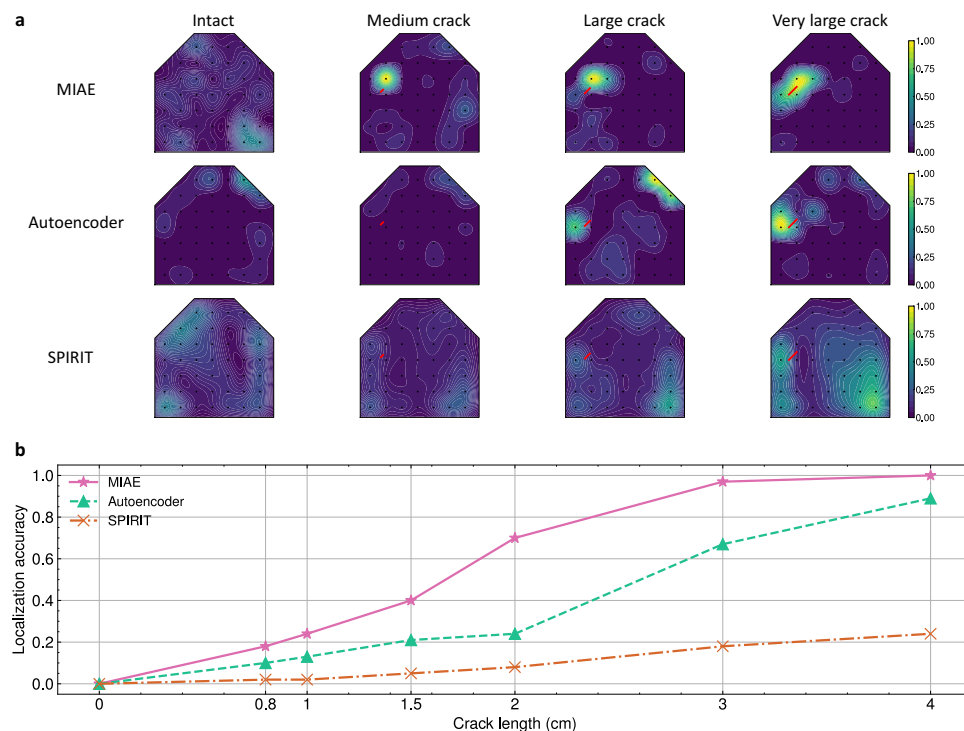 a
Intact Medium crack Large crack Very large crack
MIAE
1.00
0.75
0.50
0.25
0.00
Autoencoder
1.00
0.75
0.50
0.25
0.00
SPIRIT
1.00
0.75
0.50
0.25
0.00
b
MIAE
Autoencoder
SPIRIT
Localization accuracy
1.0
0.8
0.6
0.4
0.2
0.0
0 0.8 1 1.5 2 3 4
Crack length (cm)